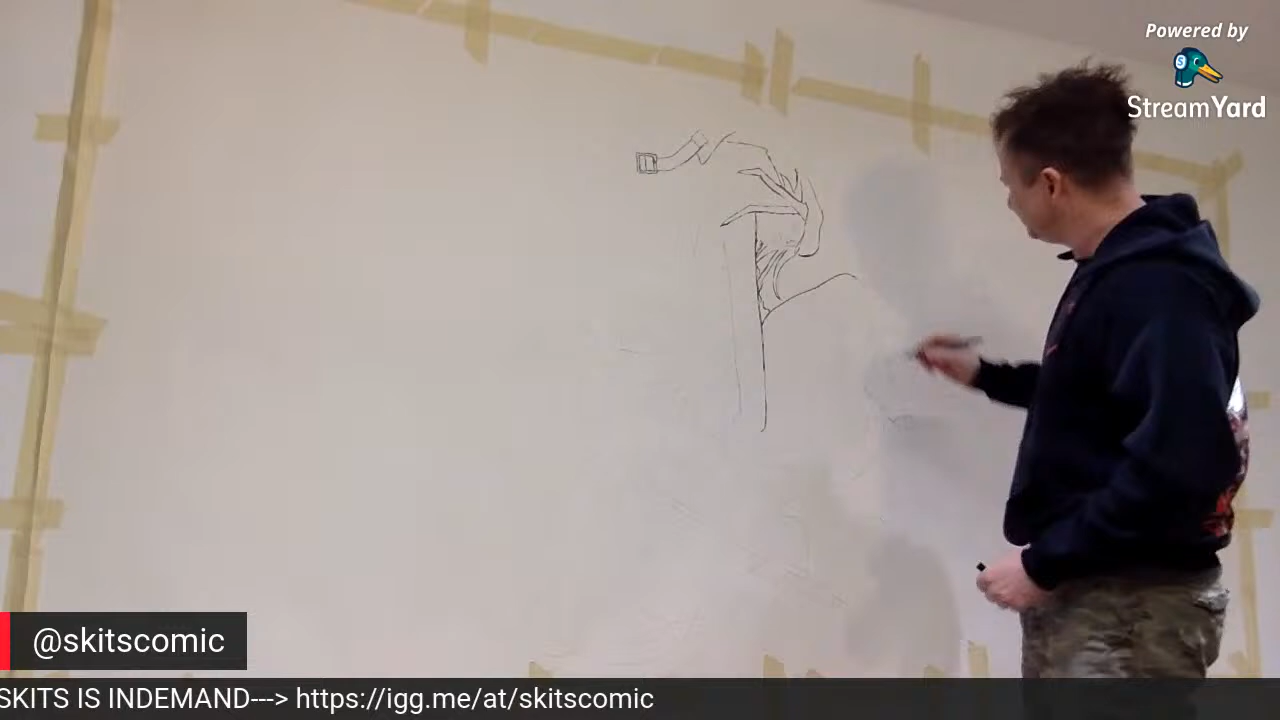 Powered by
StreamYard
@skitscomic
SKITS IS INDEMAND---> https://igg.me/at/skitscomic